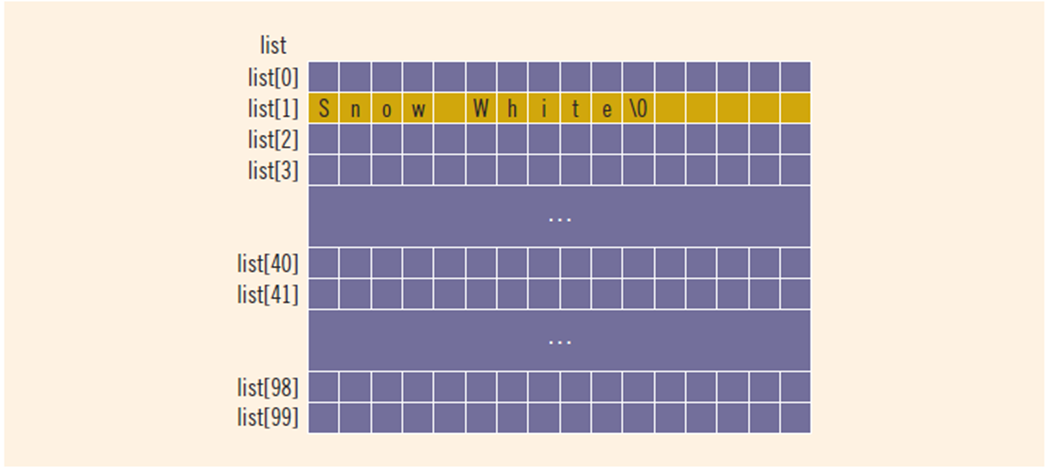 list
list[0]
list[1] S n o w W h i t e \0
list[2]
list[3]
...
list[40]
list[41]
...
list[98]
list[99]